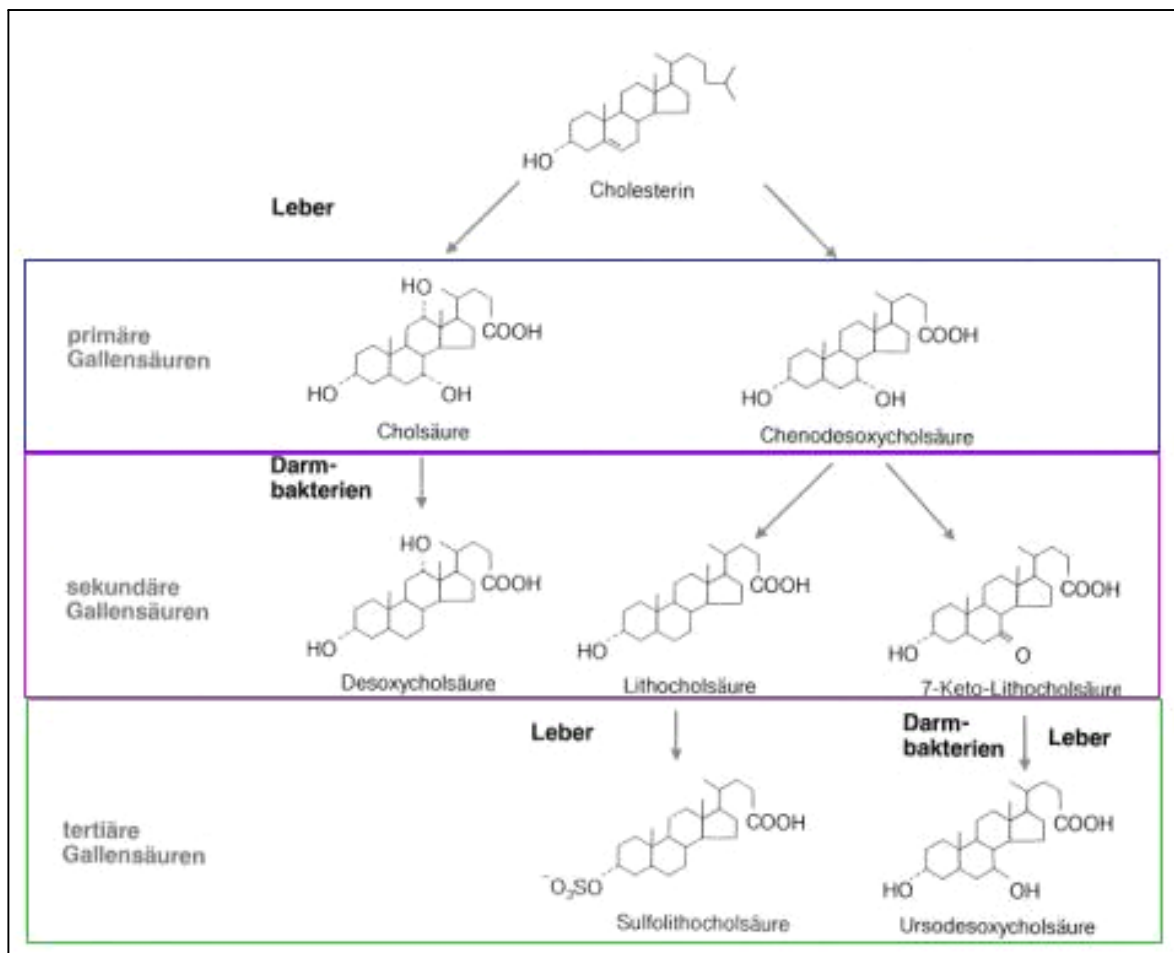 HO
Cholesterin
Leber
primäre
Gallensäuren
HO
COOH
HO
OH
Cholsäure
COOH
HO
OH
Chenodesoxycholsäure
Darm-
bakterien
sekundäre
Gallensäuren
HO
COOH
HO
Desoxycholsäure
COOH
HO
Lithocholsäure
COOH
HO
O
7-Keto-Lithocholsäure
Leber
Darm-
bakterien
Leber
tertiäre
Gallensäuren
COOH
⁻O₃SO
Sulfolithocholsäure
COOH
HO
OH
Ursodesoxycholsäure